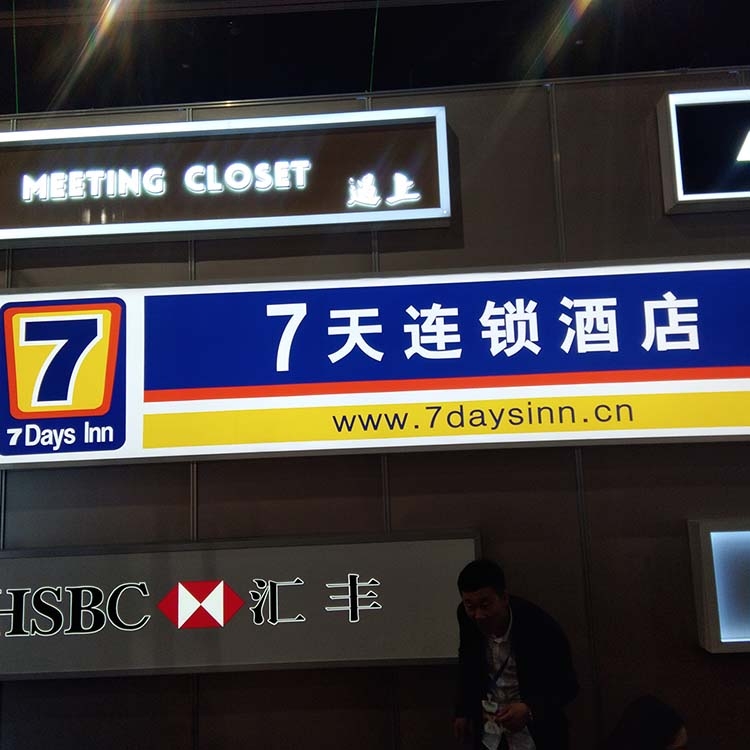 MEETING CLOSET 遇上
7
7 Days Inn
7天连锁酒店
www.7daysinn.cn
HSBC 汇丰